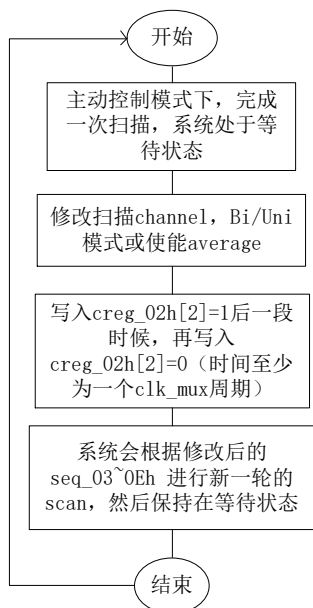 开始
主动控制模式下，完成
一次扫描，系统处于等
待状态
修改扫描channel，Bi/Uni
模式或使能average
写入creg_02h[2]=1后一段
时候，再写入
creg_02h[2]=0（时间至少
为一个clk_mux周期）
系统会根据修改后的
seq_03~0Eh 进行新一轮的
scan，然后保持在等待状态
结束